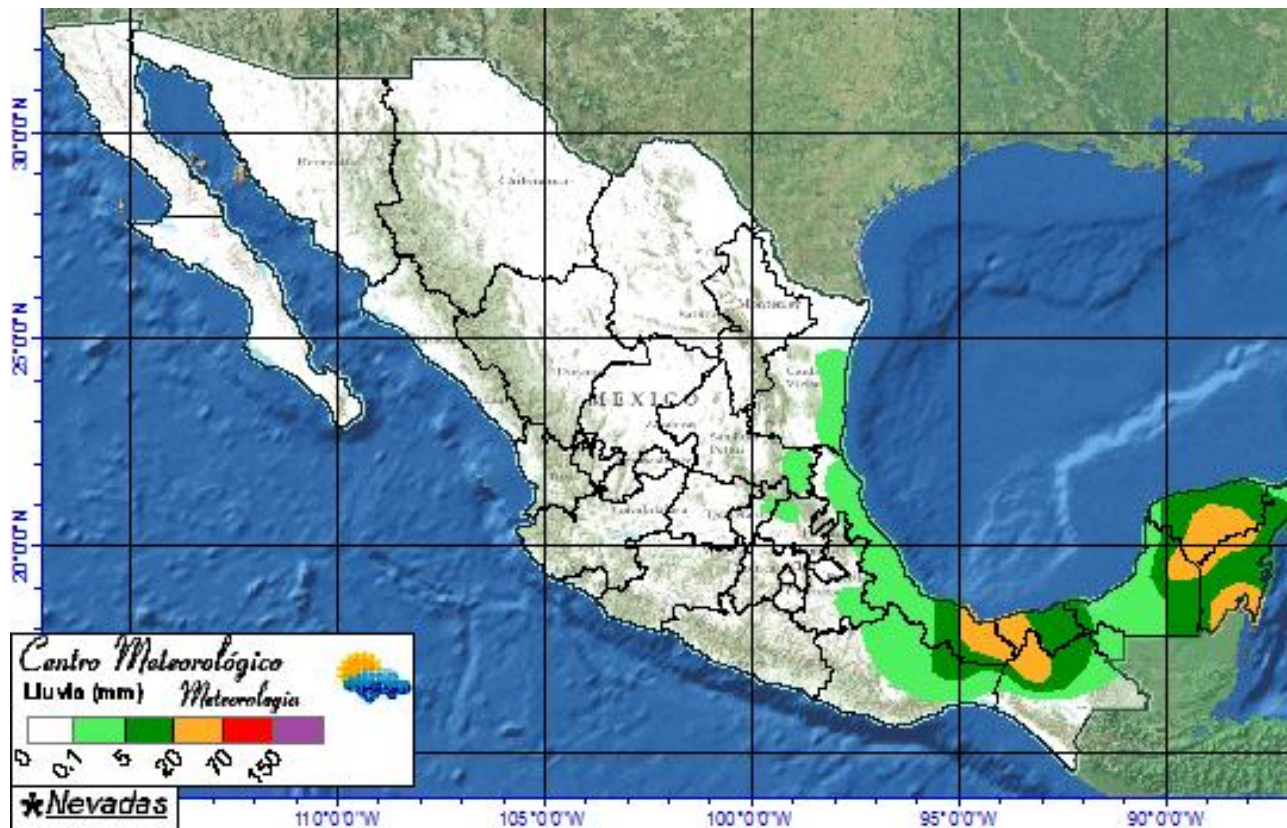 30°0'0"N
25°0'0"N
20°0'0"N
Chihuahua
Monterrey
MEXICO
Centro Meteorológico
Lluvia (mm) Meteorologia
0 0.1 5 20 70 150
*Nevadas
110°0'0"W 105°0'0"W 100°0'0"W 95°0'0"W 90°0'0"W